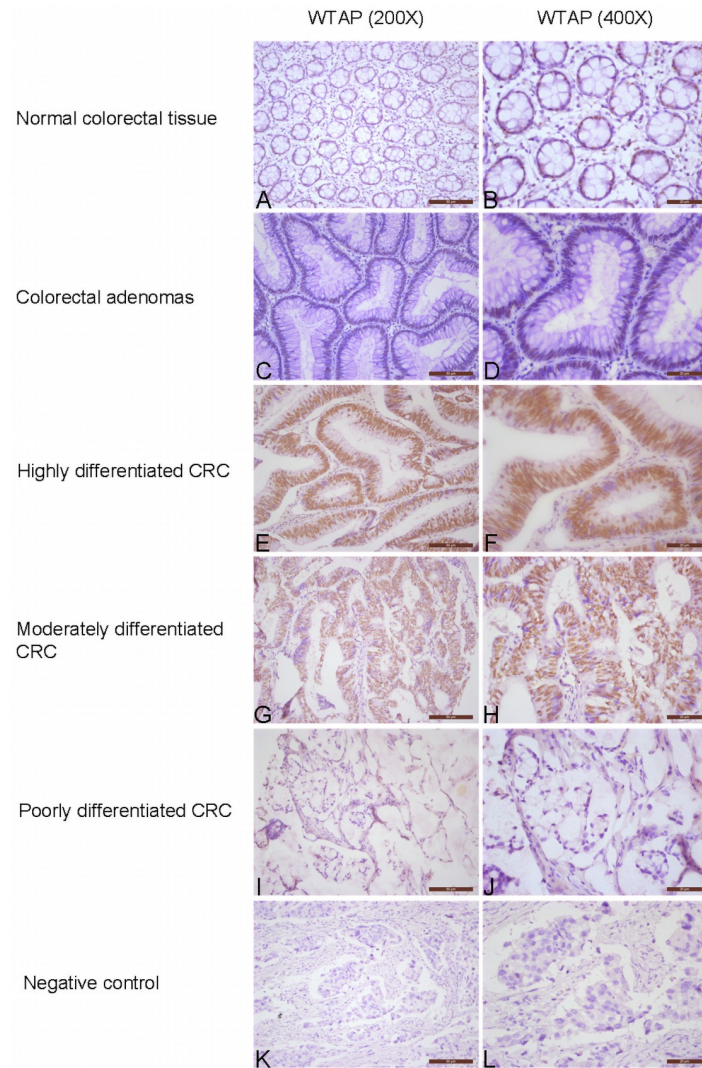 WTAP (200X) WTAP (400X)
Normal colorectal tissue
A B
Colorectal adenomas
C D
Highly differentiated CRC
E F
Moderately differentiated
CRC
G H
Poorly differentiated CRC
I J
Negative control
K L